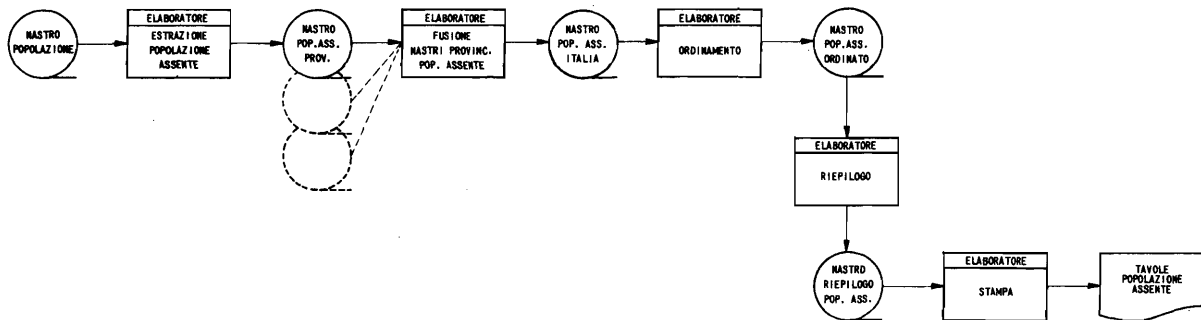 NASTRO
POPOLAZIONE
ELABORATORE
ESTRAZIONE
POPOLAZIONE
ASSENTE
NASTRO
POP.ASS.
PROV.
ELABORATORE
FUSIONE
NASTRI PROVINC.
POP. ASSENTE
NASTRO
POP. ASS.
ITALIA
ELABORATORE
ORDINAMENTO
NASTRO
POP.ASS.
ORDINATO
ELABORATORE
RIEPILOGO
NASTRO
RIEPILOGO
POP. ASS.
ELABORATORE
STAMPA
TAVOLE
POPOLAZIONE
ASSENTE